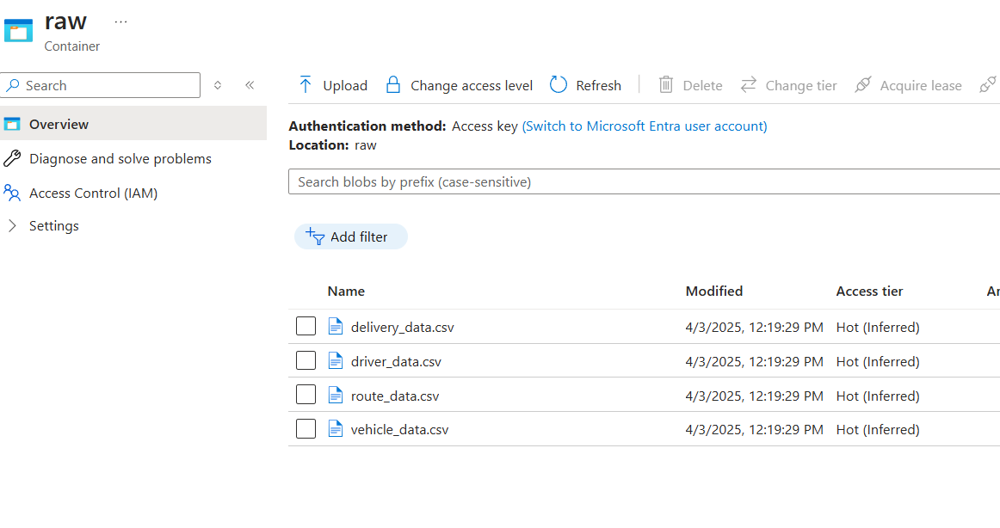 raw ...
Container
Search
Upload Change access level Refresh Delete Change tier Acquire lease
Overview
Diagnose and solve problems
Access Control (IAM)
Settings
Authentication method: Access key (Switch to Microsoft Entra user account)
Location: raw
Search blobs by prefix (case-sensitive)
Add filter
Name Modified Access tier
delivery_data.csv 4/3/2025, 12:19:29 PM Hot (Inferred)
driver_data.csv 4/3/2025, 12:19:29 PM Hot (Inferred)
route_data.csv 4/3/2025, 12:19:29 PM Hot (Inferred)
vehicle_data.csv 4/3/2025, 12:19:29 PM Hot (Inferred)